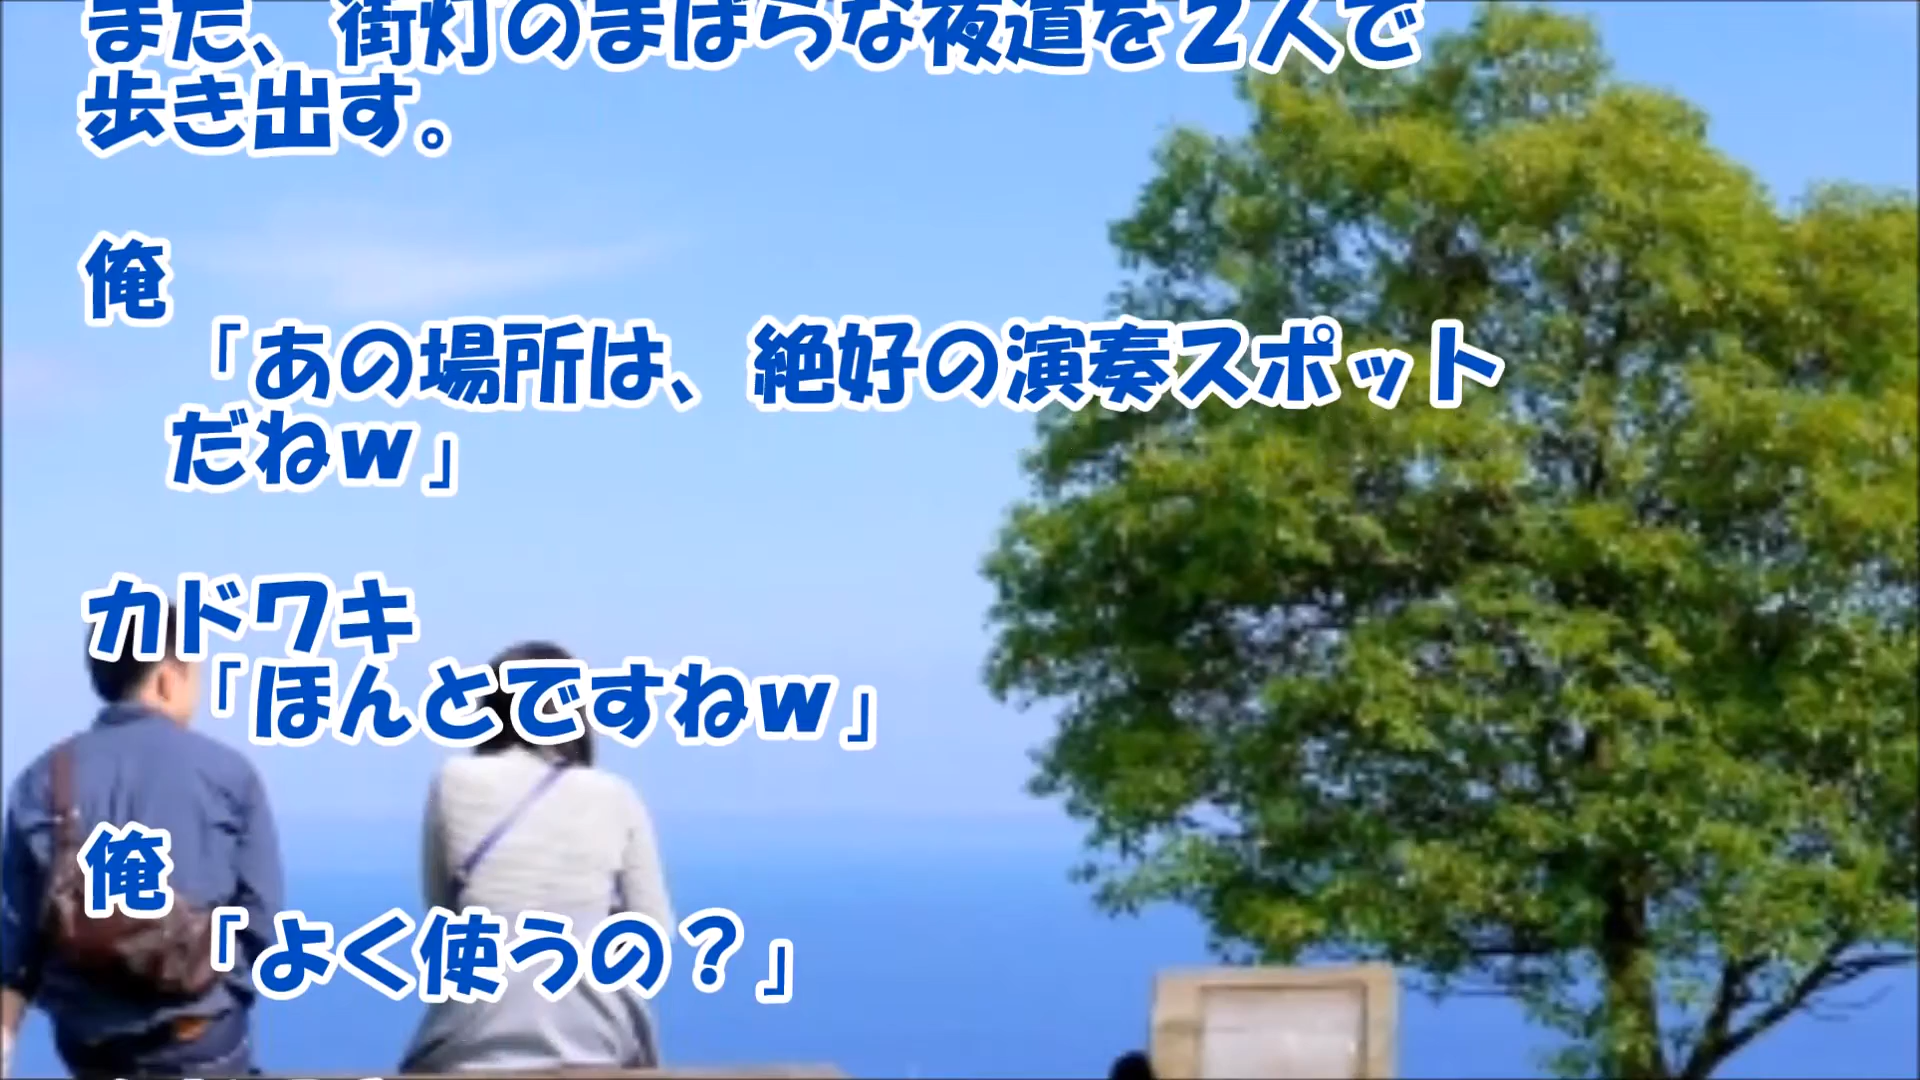 また、街灯のまばらな夜道を２人で
歩き出す。
俺
「あの場所は、絶好の演奏スポット
だねｗ」
カドワキ
「ほんとですねｗ」
俺
「よく使うの？」